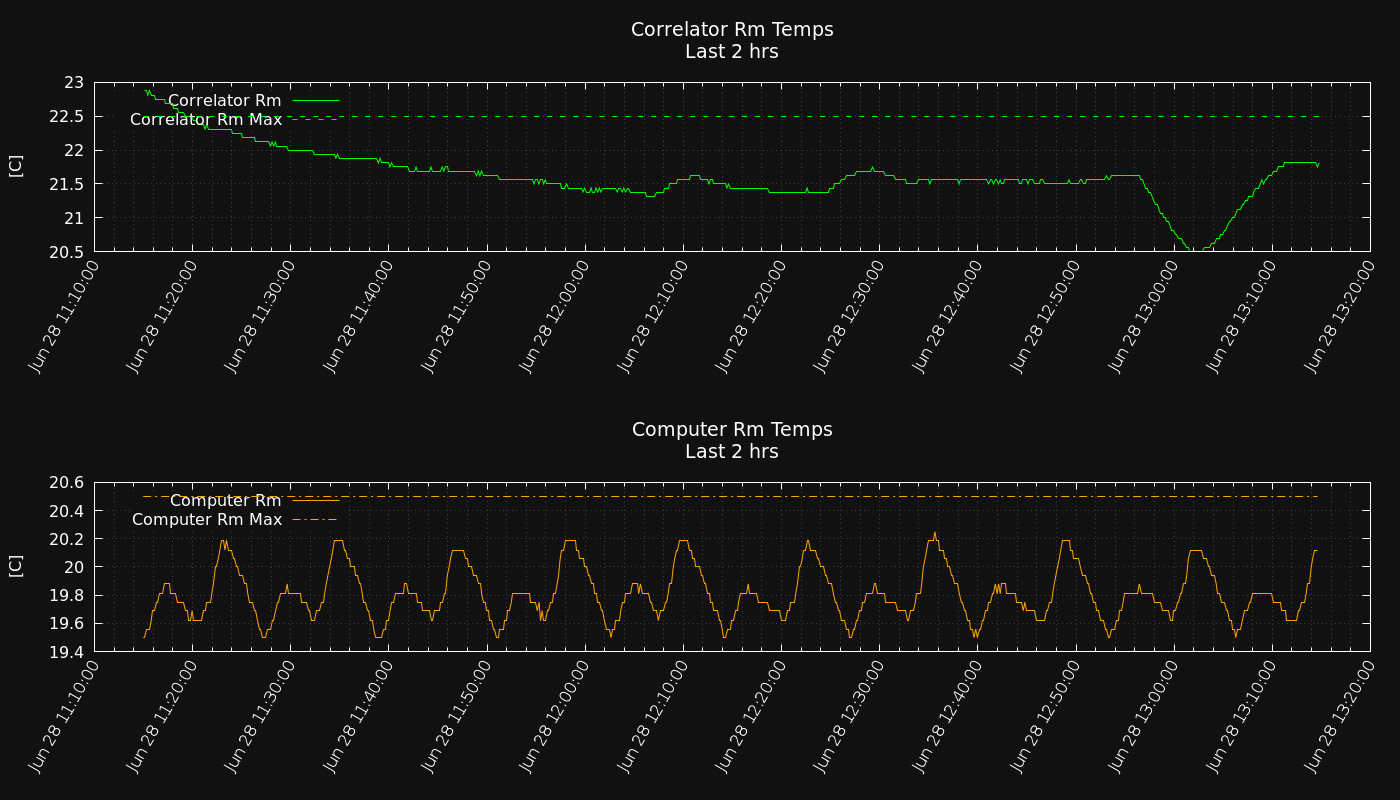 Correlator Rm Temps
Last 2 hrs
23
22.5
22
21.5
21
20.5
[C]
Correlator Rm
Correlator Rm Max
Jun 28 11:10:00
Jun 28 11:20:00
Jun 28 11:30:00
Jun 28 11:40:00
Jun 28 11:50:00
Jun 28 12:00:00
Jun 28 12:10:00
Jun 28 12:20:00
Jun 28 12:30:00
Jun 28 12:40:00
Jun 28 12:50:00
Jun 28 13:00:00
Jun 28 13:10:00
Jun 28 13:20:00
Computer Rm Temps
Last 2 hrs
20.6
20.4
20.2
20
19.8
19.6
19.4
[C]
Computer Rm
Computer Rm Max
Jun 28 11:10:00
Jun 28 11:20:00
Jun 28 11:30:00
Jun 28 11:40:00
Jun 28 11:50:00
Jun 28 12:00:00
Jun 28 12:10:00
Jun 28 12:20:00
Jun 28 12:30:00
Jun 28 12:40:00
Jun 28 12:50:00
Jun 28 13:00:00
Jun 28 13:10:00
Jun 28 13:20:00